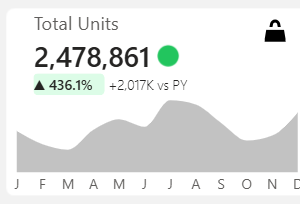 Total Units
2,478,861
▲ 436.1% +2,017K vs PY
J F M A M J J A S O N D